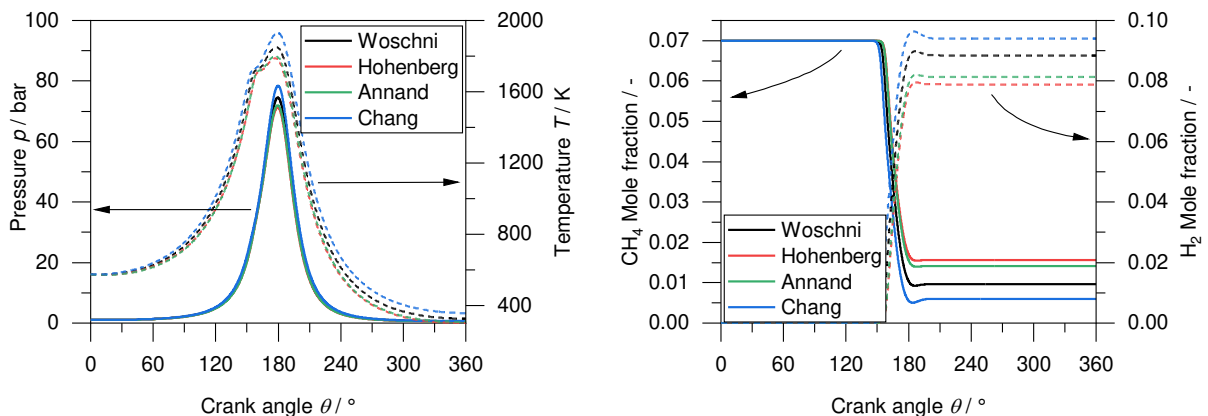 100
80
60
40
20
0
Pressure p / bar
2000
1600
1200
800
400
Temperature T / K
Woschni
Hohenberg
Annand
Chang
0 60 120 180 240 300 360
Crank angle θ / °
0.07
0.06
0.05
0.04
0.03
0.02
0.01
0.00
CH4 Mole fraction / -
0.10
0.08
0.06
0.04
0.02
0.00
H2 Mole fraction / -
Woschni
Hohenberg
Annand
Chang
0 60 120 180 240 300 360
Crank angle θ / °